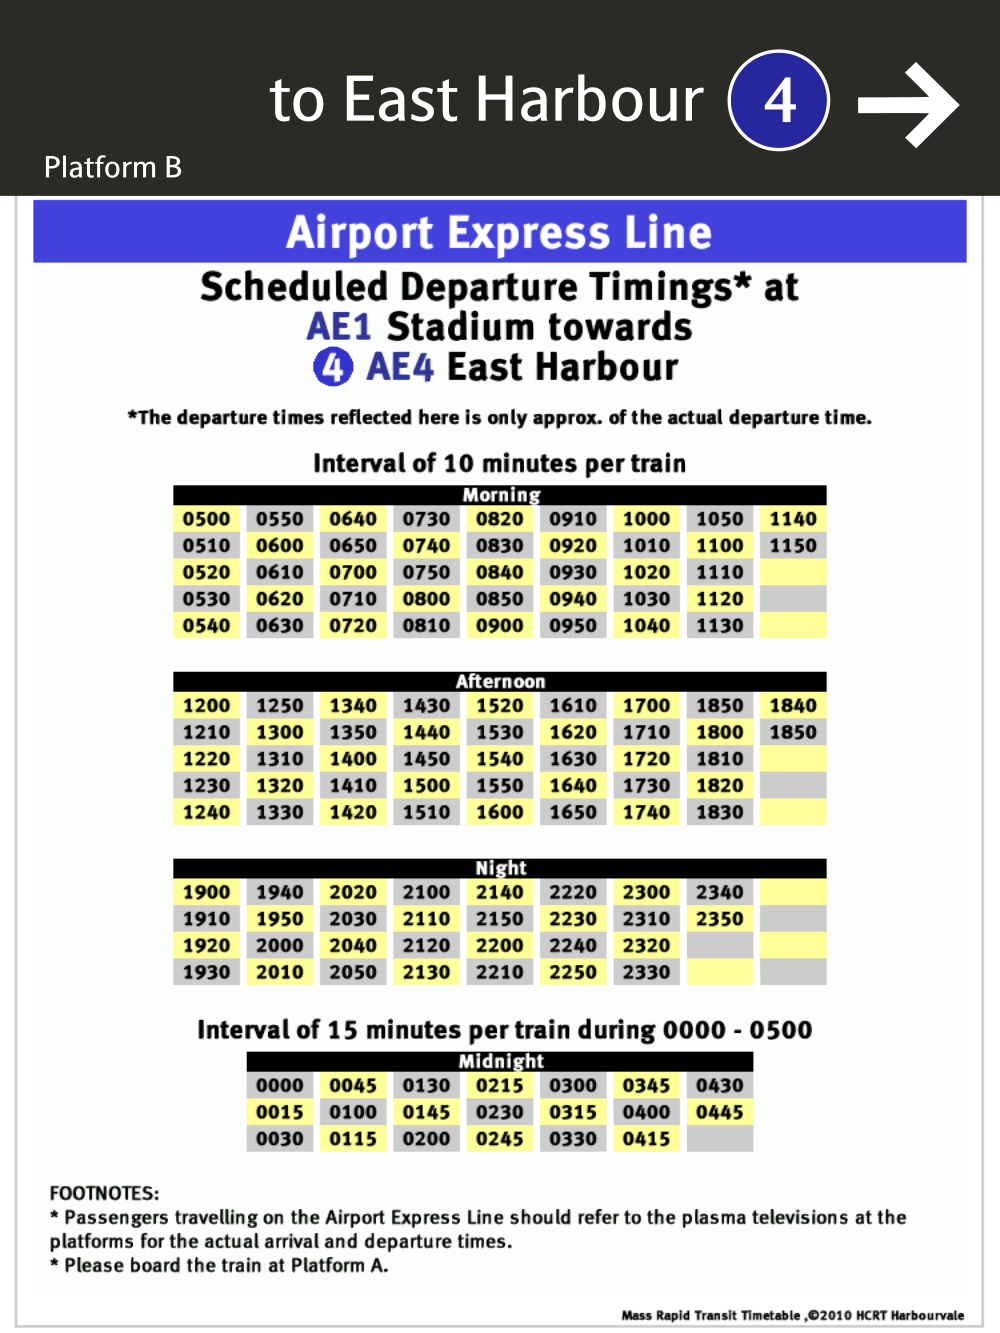 to East Harbour 4
Platform B
Airport Express Line
Scheduled Departure Timings* at
AE1 Stadium towards
4 AE4 East Harbour
*The departure times reflected here is only approx. of the actual departure time.
Interval of 10 minutes per train
Morning
0500 0550 0640 0730 0820 0910 1000 1050 1140
0510 0600 0650 0740 0830 0920 1010 1100 1150
0520 0610 0700 0750 0840 0930 1020 1110
0530 0620 0710 0800 0850 0940 1030 1120
0540 0630 0720 0810 0900 0950 1040 1130
Afternoon
1200 1250 1340 1430 1520 1610 1700 1850 1840
1210 1300 1350 1440 1530 1620 1710 1800 1850
1220 1310 1400 1450 1540 1630 1720 1810
1230 1320 1410 1500 1550 1640 1730 1820
1240 1330 1420 1510 1600 1650 1740 1830
Night
1900 1940 2020 2100 2140 2220 2300 2340
1910 1950 2030 2110 2150 2230 2310 2350
1920 2000 2040 2120 2200 2240 2320
1930 2010 2050 2130 2210 2250 2330
Interval of 15 minutes per train during 0000 - 0500
Midnight
0000 0045 0130 0215 0300 0345 0430
0015 0100 0145 0230 0315 0400 0445
0030 0115 0200 0245 0330 0415
FOOTNOTES:
* Passengers travelling on the Airport Express Line should refer to the plasma televisions at the
platforms for the actual arrival and departure times.
* Please board the train at Platform A.
Mass Rapid Transit Timetable ,©2010 HCRT Harbourvale